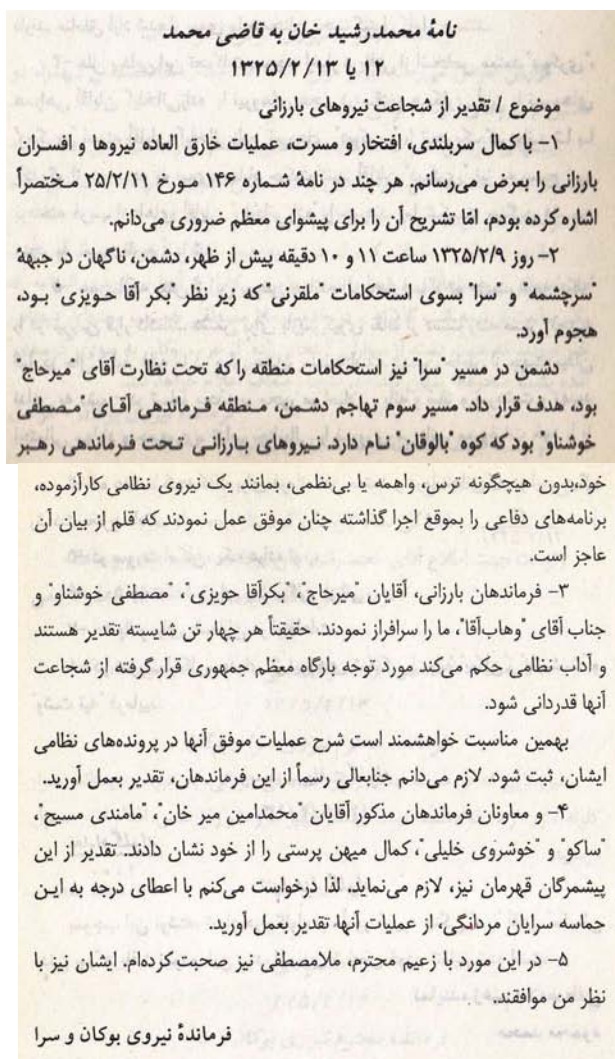 نامهٔ محمدرشید خان به قاضی محمد
۱۲ یا ۱۳۲۵/۲/۱۳
موضوع / تقدیر از شجاعت نیروهای بارزانی
۱- با کمال سربلندی، افتخار و مسرت، عملیات خارق العاده نیروها و افسران
بارزانی را بعرض می‌رسانم. هر چند در نامهٔ شماره ۱۴۶ مورخ ۲۵/۲/۱۱ مختصراً
اشاره کرده بودم، امّا تشریح آن را برای پیشوای معظم ضروری می‌دانم.
۲- روز ۱۳۲۵/۲/۹ ساعت ۱۱ و ۱۰ دقیقه پیش از ظهر، دشمن، ناگهان در جبههٔ
"سرچشمه" و "سرا" بسوی استحکامات "ملقرنی" که زیر نظر "بکر آقا حویزی" بود،
هجوم آورد.
دشمن در مسیر "سرا" نیز استحکامات منطقه را که تحت نظارت آقای "میرحاج"
بود، هدف قرار داد. مسیر سوم تهاجم دشمن، منطقه فرماندهی آقای "مصطفی
خوشناو" بود که کوه "بالوقان" نام دارد. نیروهای بارزانی تحت فرماندهی رهبر
خود،بدون هیچگونه ترس، واهمه یا بی‌نظمی، بمانند یک نیروی نظامی کارآزموده،
برنامه‌های دفاعی را بموقع اجرا گذاشته چنان موفق عمل نمودند که قلم از بیان آن
عاجز است.
۳- فرماندهان بارزانی، آقایان "میرحاج"،"بکرآقا حویزی"، "مصطفی خوشناو" و
جناب آقای "وهاب‌آقا"، ما را سرافراز نمودند. حقیقتاً هر چهار تن شایسته تقدیر هستند
و آداب نظامی حکم می‌کند مورد توجه بارگاه معظم جمهوری قرار گرفته از شجاعت
آنها قدردانی شود.
بهمین مناسبت خواهشمند است شرح عملیات موفق آنها در پرونده‌های نظامی
ایشان، ثبت شود. لازم می‌دانم جنابعالی رسماً از این فرماندهان، تقدیر بعمل آورید.
۴- و معاونان فرماندهان مذکور آقایان "محمدامین میر خان"، "مامندی مسیح"،
"ساکو" و "خوشروی خلیلی"، کمال میهن پرستی را از خود نشان دادند. تقدیر از این
پیشمرگان قهرمان نیز، لازم می‌نماید، لذا درخواست می‌کنم با اعطای درجه به این
حماسه سرایان مردانگی، از عملیات آنها تقدیر بعمل آورید.
۵- در این مورد با زعیم محترم، ملامصطفی نیز صحبت کرده‌ام. ایشان نیز با
نظر من موافقند.
فرماندهٔ نیروی بوکان و سرا